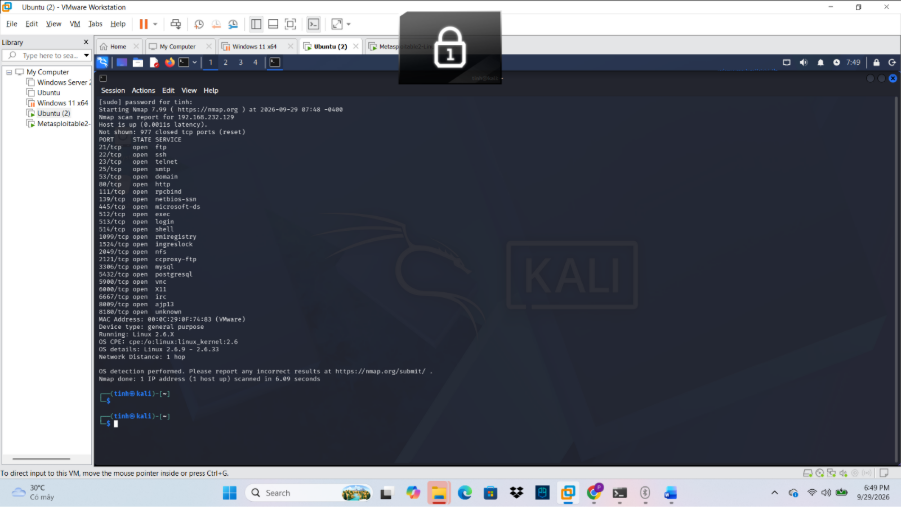 Ubuntu (2) - VMware Workstation
File Edit View VM Tabs Help
Library
Type here to se...
Home
My Computer
Windows 11 x64
Ubuntu (2)
My Computer
Windows Server 2
Ubuntu
Windows 11 x64
Ubuntu (2)
Metasploitable2-
1
1 2 3 4
7:49
Session Actions Edit View Help
[sudo] password for tinh:
Starting Nmap 7.99 ( https://nmap.org ) at 2026-09-29 07:48 -0400
Nmap scan report for 192.168.232.129
Host is up (0.0011s latency).
Not shown: 977 closed tcp ports (reset)
PORT STATE SERVICE
21/tcp open ftp
22/tcp open ssh
23/tcp open telnet
25/tcp open smtp
53/tcp open domain
80/tcp open http
111/tcp open rpcbind
139/tcp open netbios-ssn
445/tcp open microsoft-ds
512/tcp open exec
513/tcp open login
514/tcp open shell
1099/tcp open rmiregistry
1524/tcp open ingreslock
2049/tcp open nfs
2121/tcp open ccproxy-ftp
3306/tcp open mysql
5432/tcp open postgresql
5900/tcp open vnc
6000/tcp open X11
6667/tcp open irc
8009/tcp open ajp13
8180/tcp open unknown
MAC Address: 00:0C:29:0F:74:83 (VMware)
Device type: general purpose
Running: Linux 2.6.X
OS CPE: cpe:/o:linux:linux_kernel:2.6
OS details: Linux 2.6.9 - 2.6.33
Network Distance: 1 hop
OS detection performed. Please report any incorrect results at https://nmap.org/submit/ .
Nmap done: 1 IP address (1 host up) scanned in 6.09 seconds
┌──(tinh㉿kali)-[~]
└─$
┌──(tinh㉿kali)-[~]
└─$
KALI
To direct input to this VM, move the mouse pointer inside or press Ctrl+G.
30°C
Có mây
Search
6:49 PM
9/29/2026